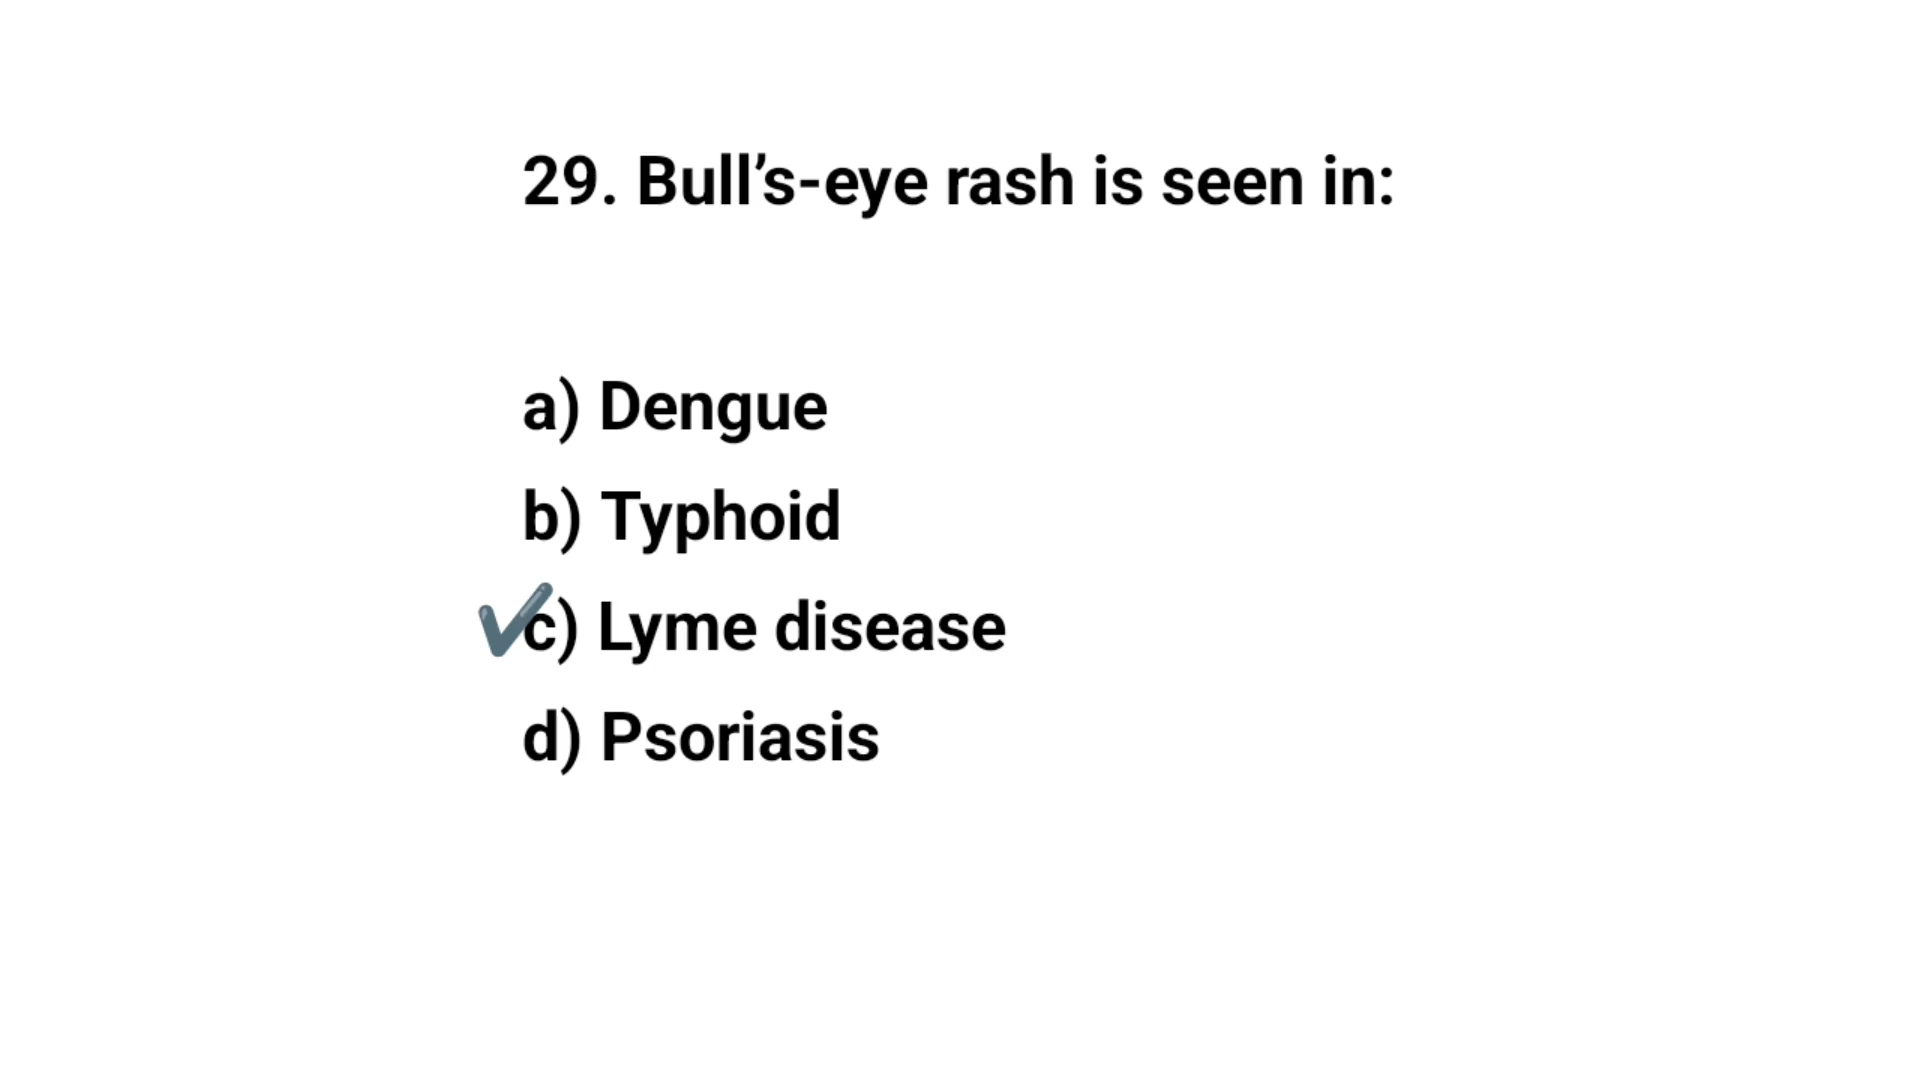 29. Bull’s-eye rash is seen in:
a) Dengue
b) Typhoid
✔c) Lyme disease
d) Psoriasis